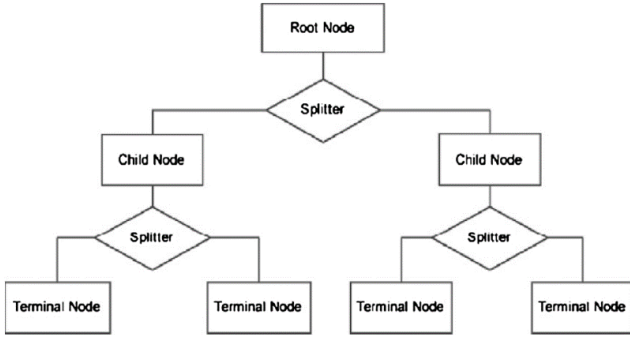 Root Node
Splitter
Child Node
Child Node
Splitter
Splitter
Terminal Node
Terminal Node
Terminal Node
Terminal Node